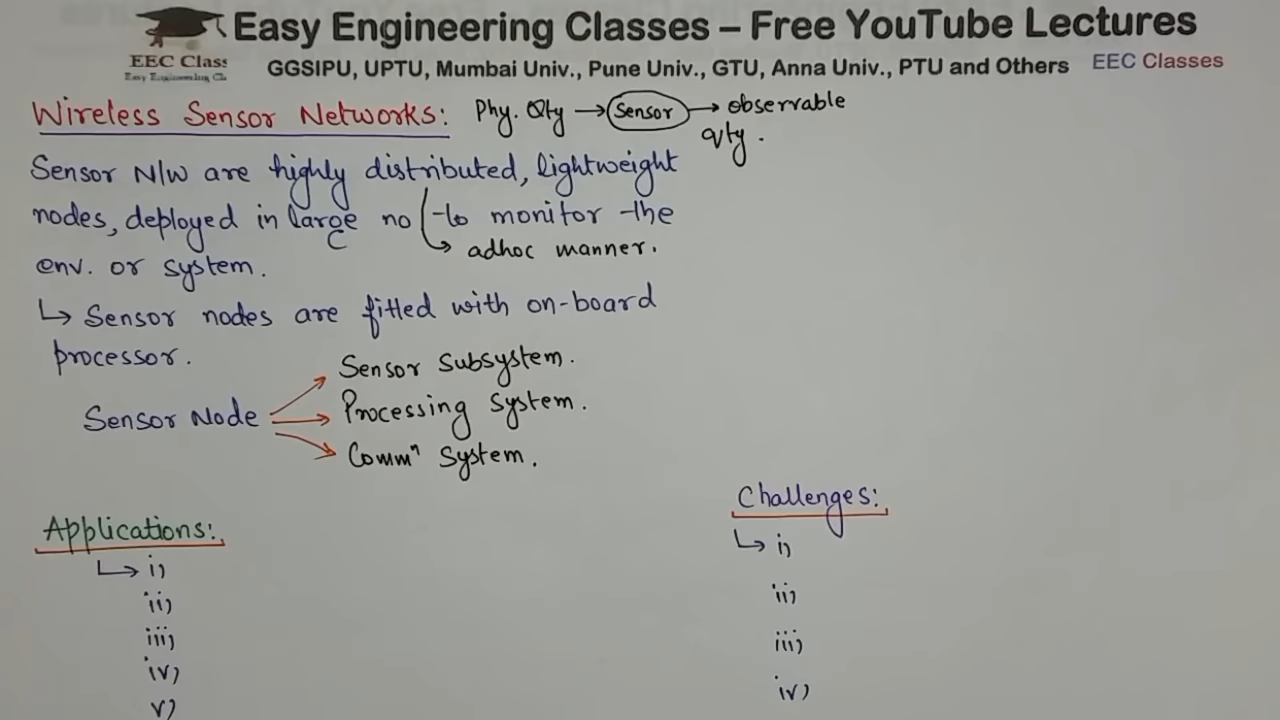 Easy Engineering Classes – Free YouTube Lectures
EEC Class
Easy Engineering Cla
GGSIPU, UPTU, Mumbai Univ., Pune Univ., GTU, Anna Univ., PTU and Others
EEC Classes
Wireless Sensor Networks: Phy. Qty → Sensor → observable
qty.
Sensor N/W are highly distributed, lightweight
nodes, deployed in large no to monitor the
↳ adhoc manner.
env. or system.
↳ Sensor nodes are fitted with on-board
processor.
Sensor Subsystem.
Sensor Node → Processing System.
Commⁿ System.
Challenges:
↳ i)
ii)
iii)
iv)
Applications:
↳ i)
ii)
iii)
iv)
v)